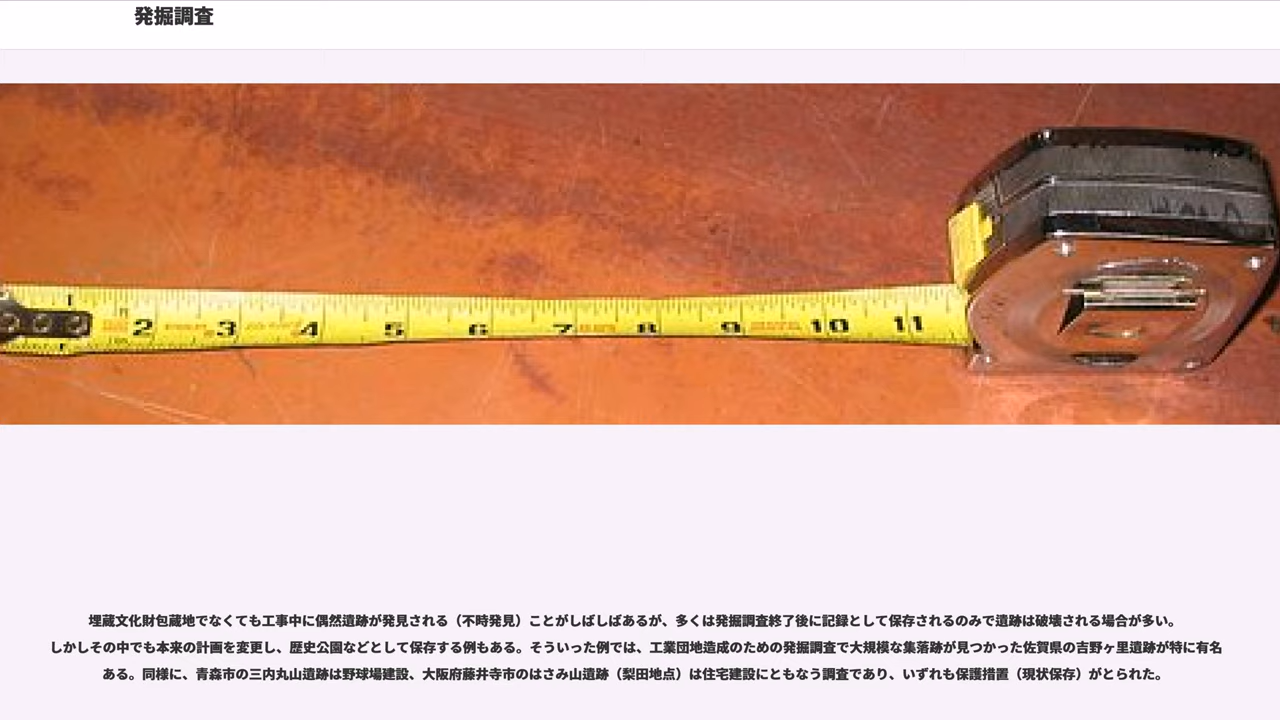 発掘調査
1 2 3 4 5 6 7 8 9 10 11
埋蔵文化財包蔵地でなくても工事中に偶然遺跡が発見される（不時発見）ことがしばしばあるが、多くは発掘調査終了後に記録として保存されるのみで遺跡は破壊される場合が多い。
しかしその中でも本来の計画を変更し、歴史公園などとして保存する例もある。そういった例では、工業団地造成のための発掘調査で大規模な集落跡が見つかった佐賀県の吉野ヶ里遺跡が特に有名
ある。同様に、青森市の三内丸山遺跡は野球場建設、大阪府藤井寺市のはさみ山遺跡（梨田地点）は住宅建設にともなう調査であり、いずれも保護措置（現状保存）がとられた。